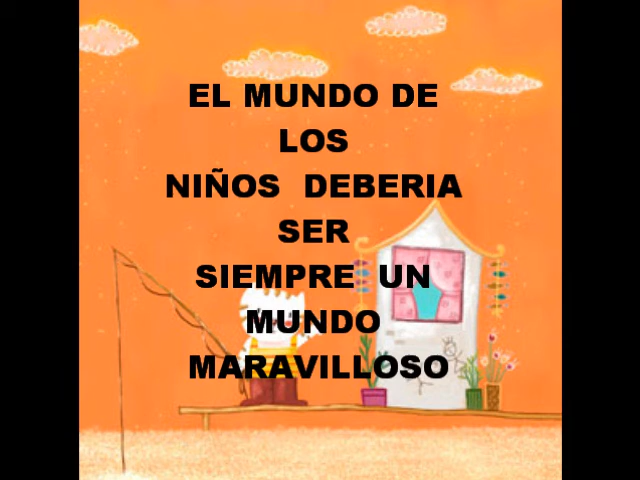 EL MUNDO DE
LOS
NIÑOS DEBERIA
SER
SIEMPRE UN
MUNDO
MARAVILLOSO